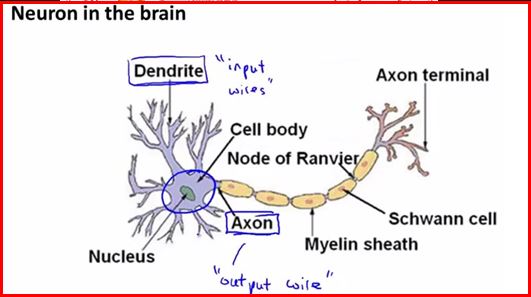 Neuron in the brain
Dendrite
"input
wires"
Axon terminal
Cell body
Node of Ranvier
Axon
Schwann cell
Myelin sheath
Nucleus
"output wire"